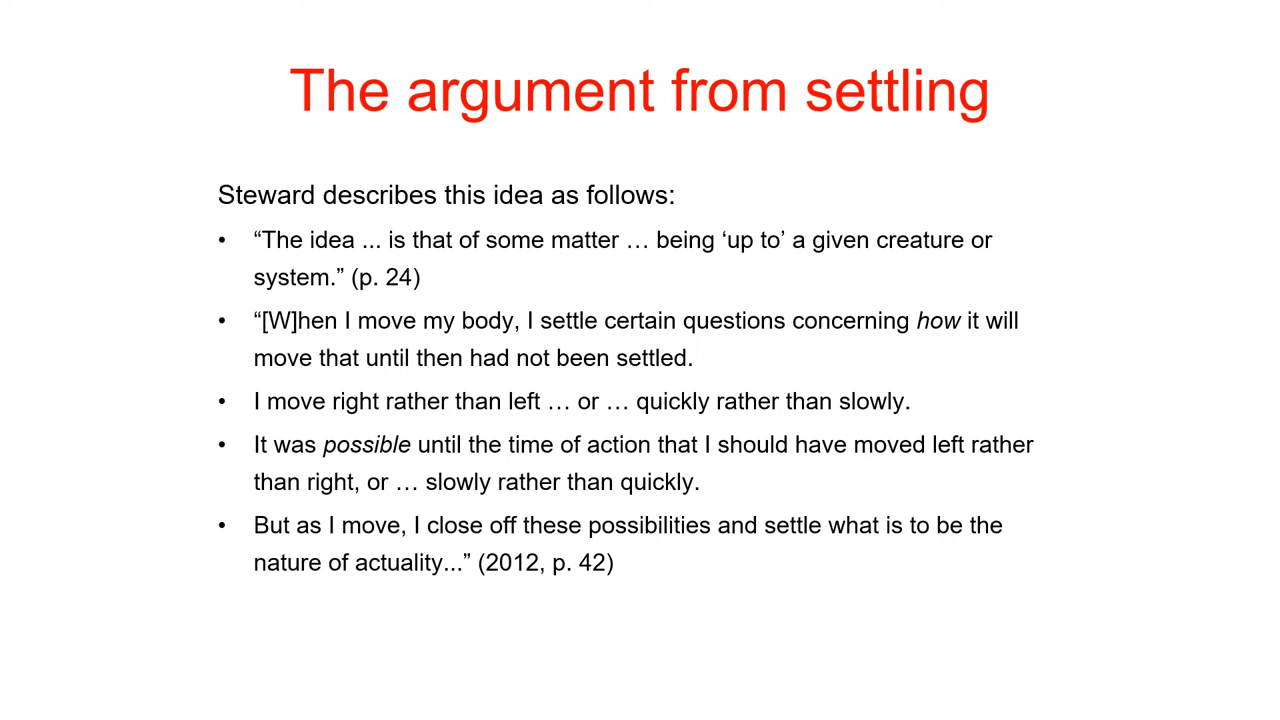 The argument from settling
Steward describes this idea as follows:
• “The idea ... is that of some matter … being ‘up to’ a given creature or
system.” (p. 24)
• “[W]hen I move my body, I settle certain questions concerning how it will
move that until then had not been settled.
• I move right rather than left … or … quickly rather than slowly.
• It was possible until the time of action that I should have moved left rather
than right, or … slowly rather than quickly.
• But as I move, I close off these possibilities and settle what is to be the
nature of actuality...” (2012, p. 42)